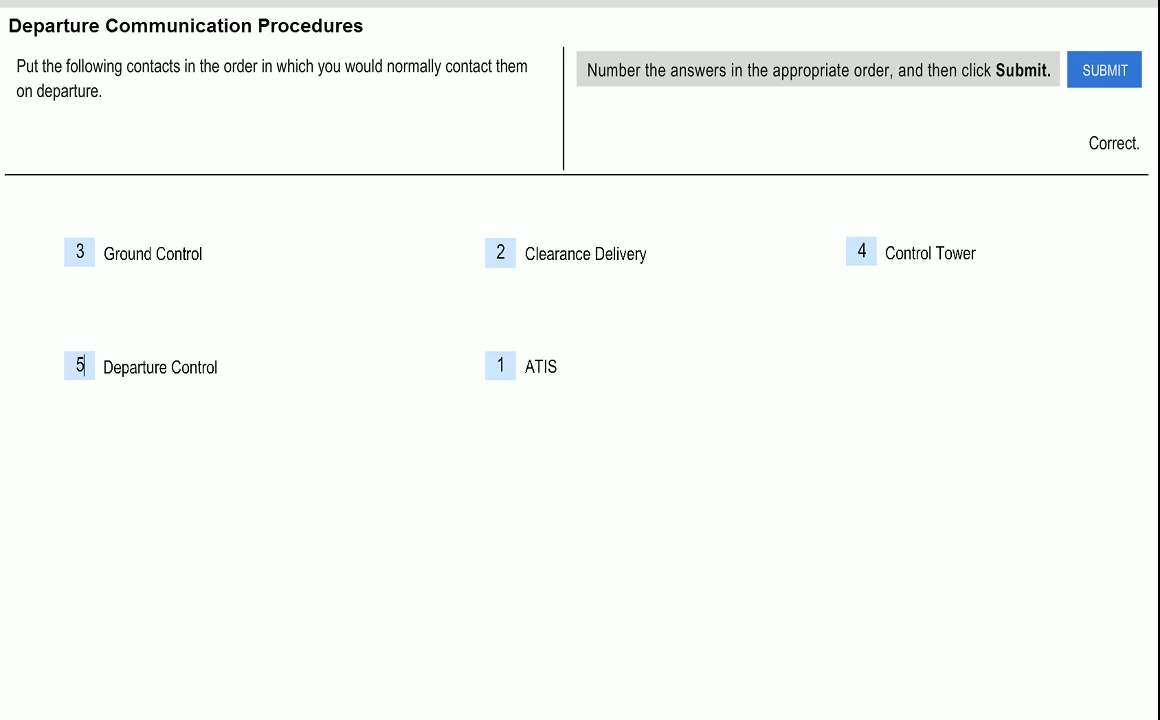 Departure Communication Procedures
Put the following contacts in the order in which you would normally contact them
on departure.
Number the answers in the appropriate order, and then click Submit.
SUBMIT
Correct.
3 Ground Control
2 Clearance Delivery
4 Control Tower
5 Departure Control
1 ATIS